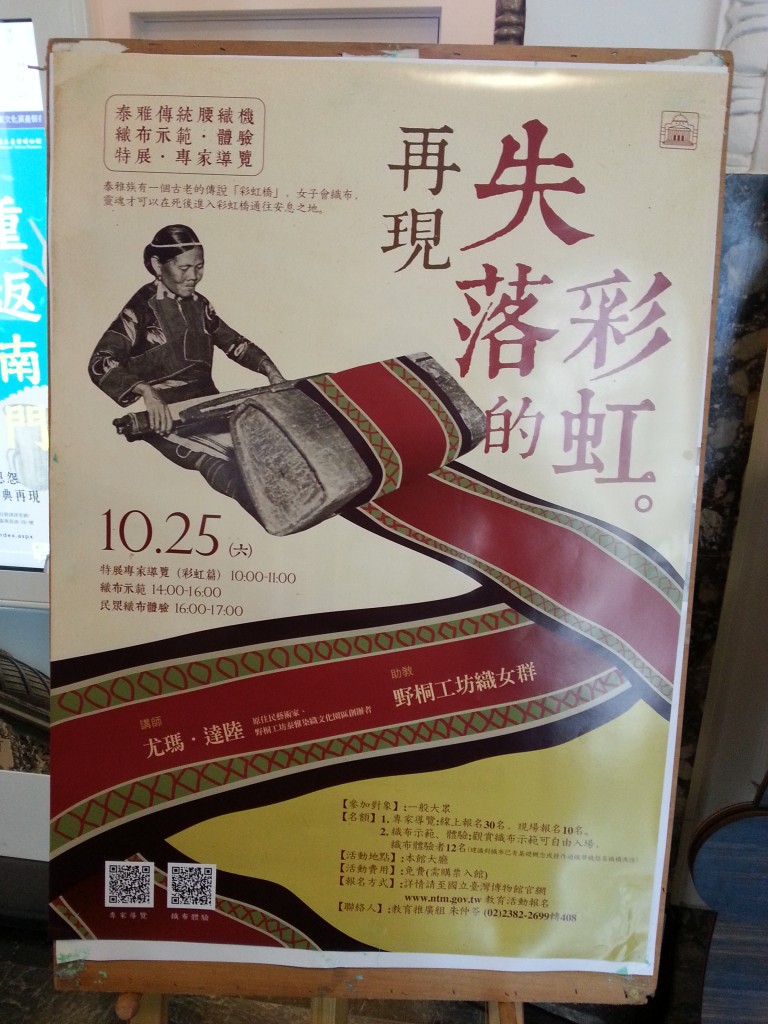 泰雅傳統腰織機
織布示範・體驗
特展・專家導覽
泰雅族有一個古老的傳說「彩虹橋」，女子會織布，
靈魂才可以在死後進入彩虹橋通往安息之地。
再現
失落的
彩虹。
10.25 (六)
特展專家導覽（彩虹篇）10:00-11:00
織布示範 14:00-16:00
民眾織布體驗 16:00-17:00
講師
尤瑪・達陸
原住民藝術家、
野桐工坊泰雅染織文化園區創辦者
助教
野桐工坊織女群
【參加對象】:一般大眾
【名額】1. 專家導覽:線上報名30名，現場報名10名。
2. 織布示範、體驗:觀賞織布示範可自由入場，
織布體驗者12名
【活動地點】:本館大廳
【活動費用】:免費(需購票入館)
【報名方式】:詳情請至國立臺灣博物館官網
www.ntm.gov.tw 教育活動報名
【聯絡人】:教育推廣組 朱仲苓 (02)2382-2699轉408
專家導覽
織布體驗
重返南門
典再現